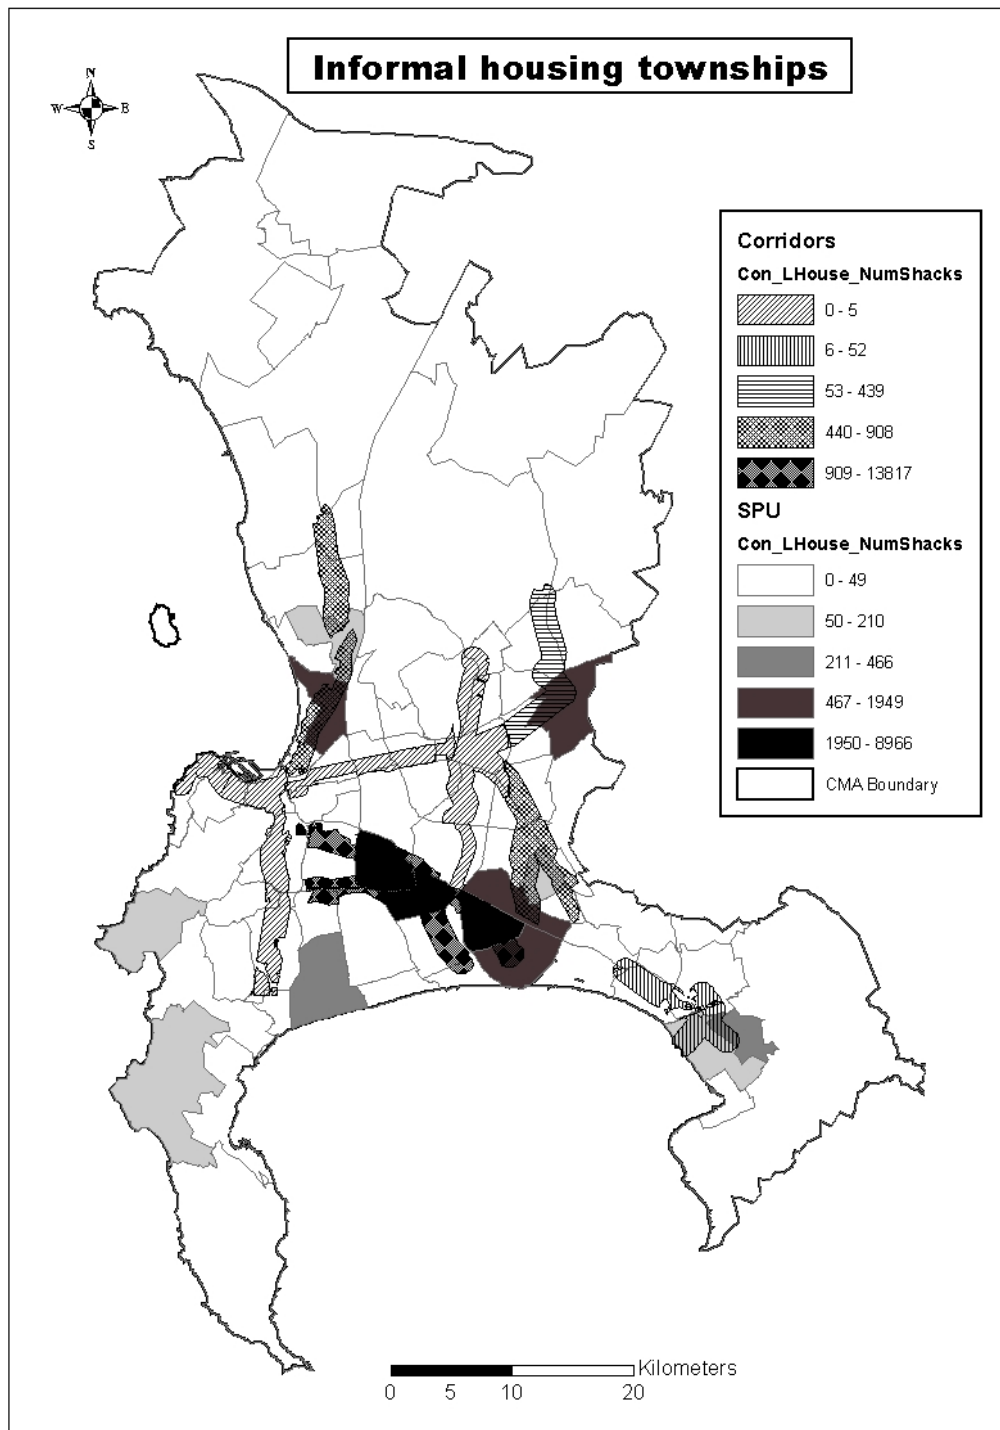 Informal housing townships
N
W E
S
Corridors
Con_LHouse_NumShacks
0 - 5
6 - 52
53 - 439
440 - 908
909 - 13817
SPU
Con_LHouse_NumShacks
0 - 49
50 - 210
211 - 466
467 - 1949
1950 - 8966
CMA Boundary
Kilometers
0 5 10 20